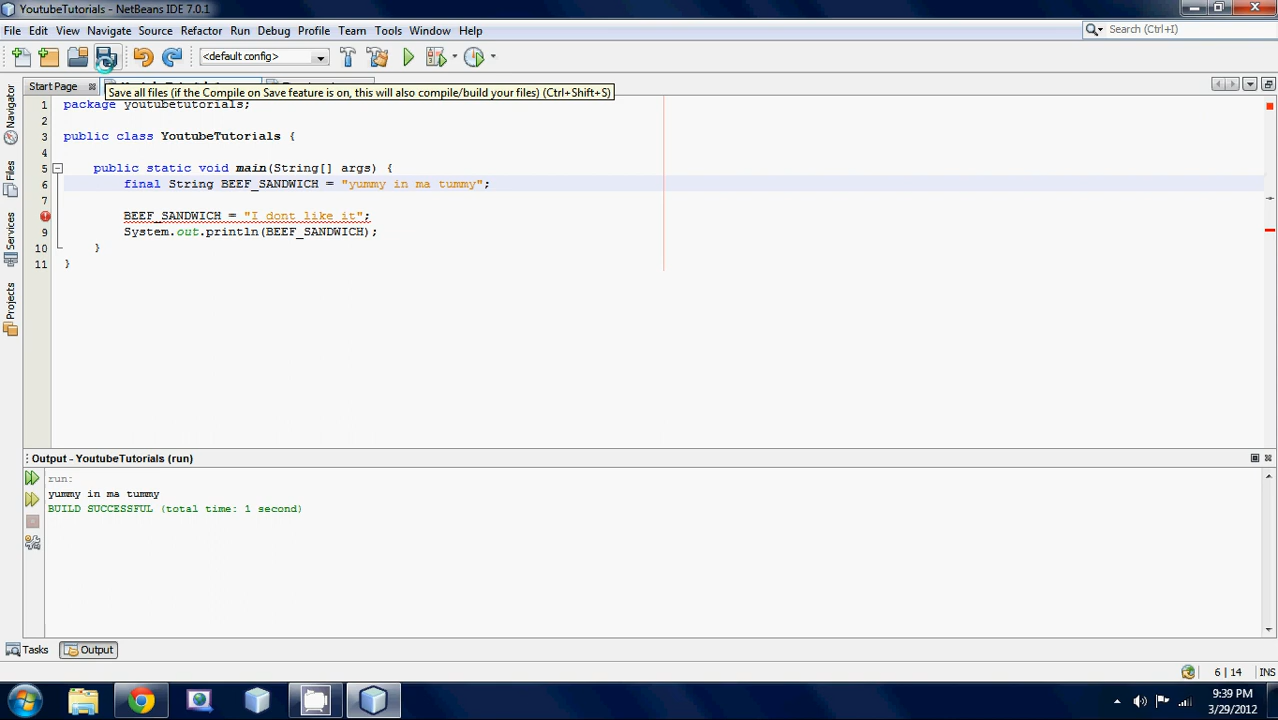 YoutubeTutorials - NetBeans IDE 7.0.1
File Edit View Navigate Source Refactor Run Debug Profile Team Tools Window Help
Search (Ctrl+I)
<default config>
Start Page
Save all files (if the Compile on Save feature is on, this will also compile/build your files) (Ctrl+Shift+S)
Navigator
Files
Services
Projects
1 package youtubetutorials;
2
3 public class YoutubeTutorials {
4
5 public static void main(String[] args) {
6 final String BEEF_SANDWICH = "yummy in ma tummy";
7
BEEF_SANDWICH = "I dont like it";
9 System.out.println(BEEF_SANDWICH);
10 }
11 }
Output - YoutubeTutorials (run)
run:
yummy in ma tummy
BUILD SUCCESSFUL (total time: 1 second)
Tasks Output
6 | 14 INS
9:39 PM
3/29/2012